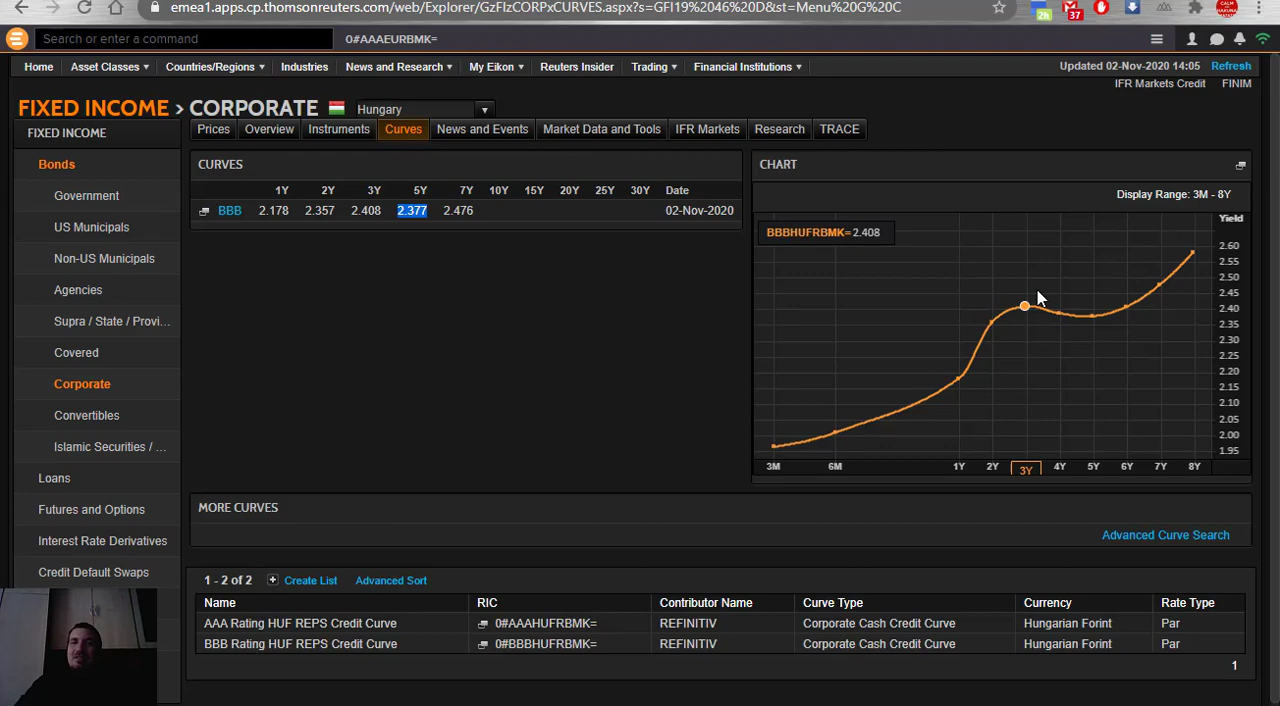 emea1.apps.cp.thomsonreuters.com/web/Explorer/GzFIzCORPxCURVES.aspx?s=GFI19%2046%20D&st=Menu%20G%20C
2h 37
Search or enter a command 0#AAAEURBMK=
Home Asset Classes Countries/Regions Industries News and Research My Eikon Reuters Insider Trading Financial Institutions Updated 02-Nov-2020 14:05 Refresh
IFR Markets Credit FINIM
FIXED INCOME > CORPORATE Hungary
FIXED INCOME
Prices Overview Instruments Curves News and Events Market Data and Tools IFR Markets Research TRACE
Bonds
Government
US Municipals
Non-US Municipals
Agencies
Supra / State / Provi...
Covered
Corporate
Convertibles
Islamic Securities / ...
Loans
Futures and Options
Interest Rate Derivatives
Credit Default Swaps
CURVES
1Y 2Y 3Y 5Y 7Y 10Y 15Y 20Y 25Y 30Y Date
BBB 2.178 2.357 2.408 2.377 2.476 02-Nov-2020
CHART
Display Range: 3M - 8Y
Yield
BBBHUFRBMK= 2.408
2.60
2.55
2.50
2.45
2.40
2.35
2.30
2.25
2.20
2.15
2.10
2.05
2.00
1.95
3M 6M 1Y 2Y 3Y 4Y 5Y 6Y 7Y 8Y
MORE CURVES
Advanced Curve Search
1 - 2 of 2 Create List Advanced Sort
Name RIC Contributor Name Curve Type Currency Rate Type
AAA Rating HUF REPS Credit Curve 0#AAAHUFRBMK= REFINITIV Corporate Cash Credit Curve Hungarian Forint Par
BBB Rating HUF REPS Credit Curve 0#BBBHUFRBMK= REFINITIV Corporate Cash Credit Curve Hungarian Forint Par
1